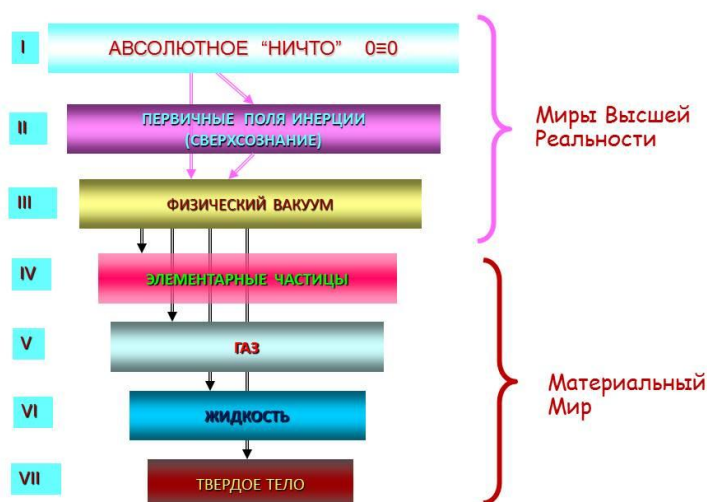 I
АБСОЛЮТНОЕ “НИЧТО” 0≡0
II
ПЕРВИЧНЫЕ ПОЛЯ ИНЕРЦИИ
(СВЕРХСОЗНАНИЕ)
Миры Высшей
Реальности
III
ФИЗИЧЕСКИЙ ВАКУУМ
IV
ЭЛЕМЕНТАРНЫЕ ЧАСТИЦЫ
V
ГАЗ
Материальный
Мир
VI
ЖИДКОСТЬ
VII
ТВЕРДОЕ ТЕЛО